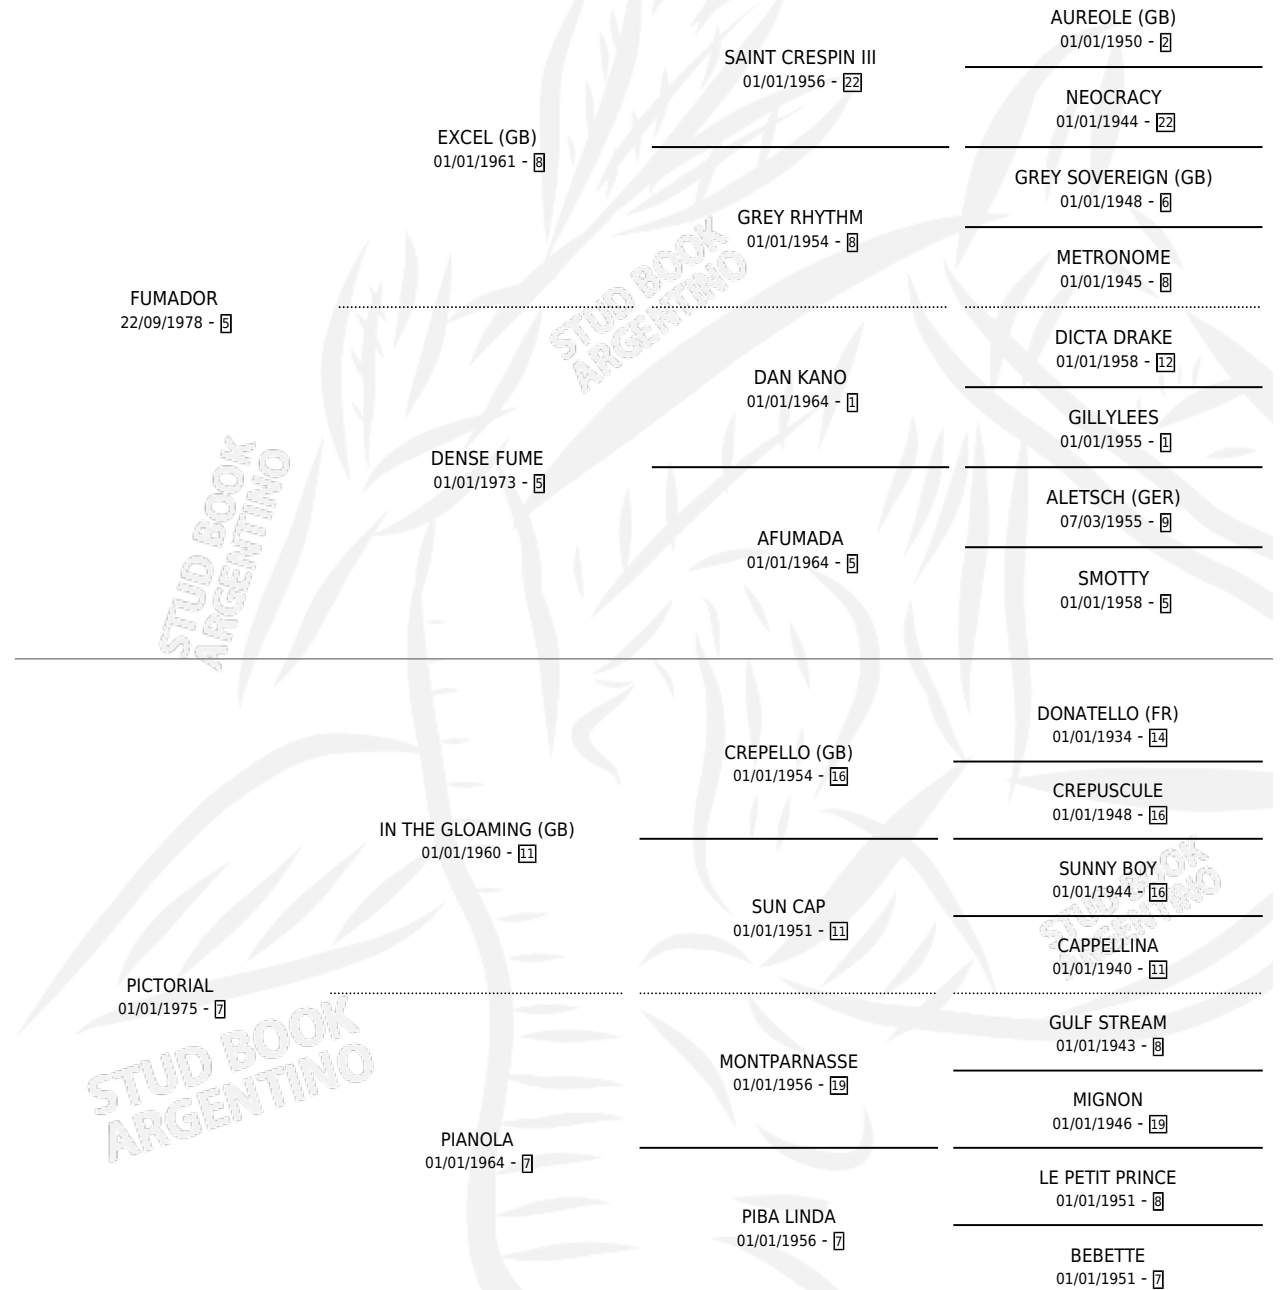 AUREOLE (GB)
01/01/1950 - 2
SAINT CRESPIN III
01/01/1956 - 22
NEOCRACY
01/01/1944 - 22
EXCEL (GB)
01/01/1961 - 8
GREY SOVEREIGN (GB)
01/01/1948 - 6
GREY RHYTHM
01/01/1954 - 8
METRONOME
01/01/1945 - 8
FUMADOR
22/09/1978 - 5
DICTA DRAKE
01/01/1958 - 12
DAN KANO
01/01/1964 - 1
GILLYLEES
01/01/1955 - 1
DENSE FUME
01/01/1973 - 5
ALETSCH (GER)
07/03/1955 - 9
AFUMADA
01/01/1964 - 5
SMOTTY
01/01/1958 - 5
STUD BOOK
ARGENTINO
STUD BOOK
ARGENTINO
DONATELLO (FR)
01/01/1934 - 14
CREPELLO (GB)
01/01/1954 - 16
CREPUSCULE
01/01/1948 - 16
IN THE GLOAMING (GB)
01/01/1960 - 11
SUNNY BOY
01/01/1944 - 16
SUN CAP
01/01/1951 - 11
CAPPELLINA
01/01/1940 - 11
STUD BOOK
ARGENTINO
PICTORIAL
01/01/1975 - 7
GULF STREAM
01/01/1943 - 8
MONTPARNASSE
01/01/1956 - 19
MIGNON
01/01/1946 - 19
PIANOLA
01/01/1964 - 7
LE PETIT PRINCE
01/01/1951 - 8
PIBA LINDA
01/01/1956 - 7
BEBETTE
01/01/1951 - 7
STUD BOOK
ARGENTINO